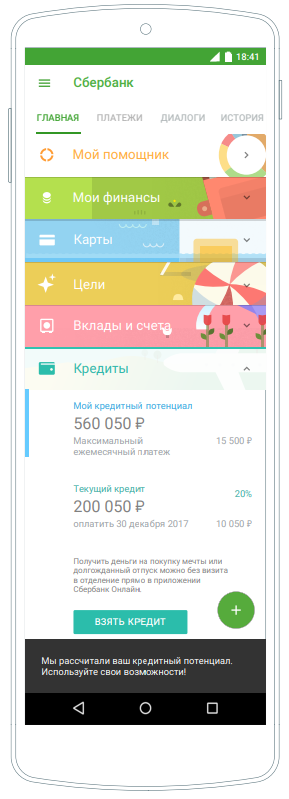 18:41
Сбербанк
ГЛАВНАЯ ПЛАТЕЖИ ДИАЛОГИ ИСТОРИЯ
Мой помощник
Мои финансы
Карты
Цели
Вклады и счета
Кредиты
Мой кредитный потенциал
560 050 ₽
Максимальный 15 500 ₽
ежемесячный платеж
Текущий кредит 20%
200 050 ₽
оплатить 30 декабря 2017 10 050 ₽
Получить деньги на покупку мечты или
долгожданный отпуск можно без визита
в отделение прямо в приложении
Сбербанк Онлайн.
ВЗЯТЬ КРЕДИТ
+
Мы рассчитали ваш кредитный потенциал.
Используйте свои возможности!